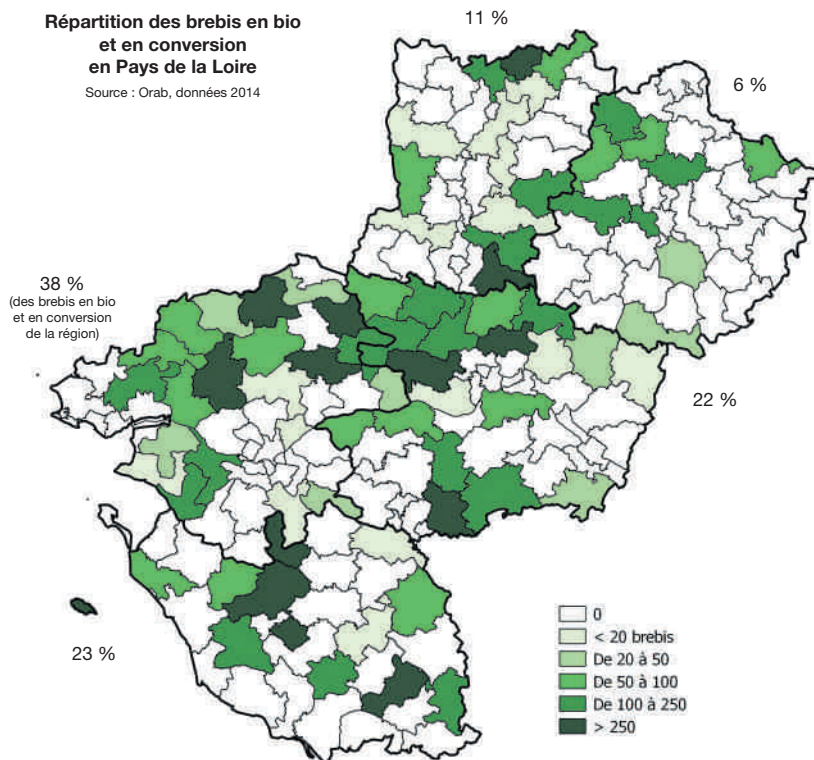 Répartition des brebis en bio
et en conversion
en Pays de la Loire
Source : Orab, données 2014
11 %
6 %
38 %
(des brebis en bio
et en conversion
de la région)
22 %
23 %
0
< 20 brebis
De 20 à 50
De 50 à 100
De 100 à 250
> 250